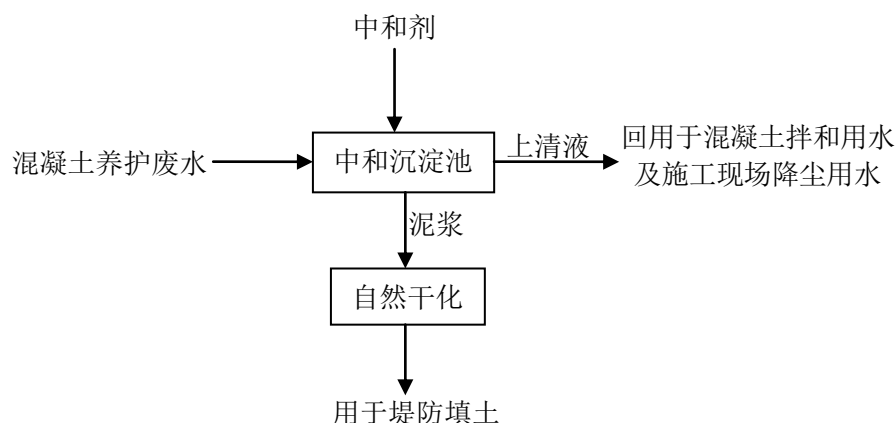 中和剂
混凝土养护废水
中和沉淀池
上清液
回用于混凝土拌和用水
及施工现场降尘用水
泥浆
自然干化
用于堤防填土